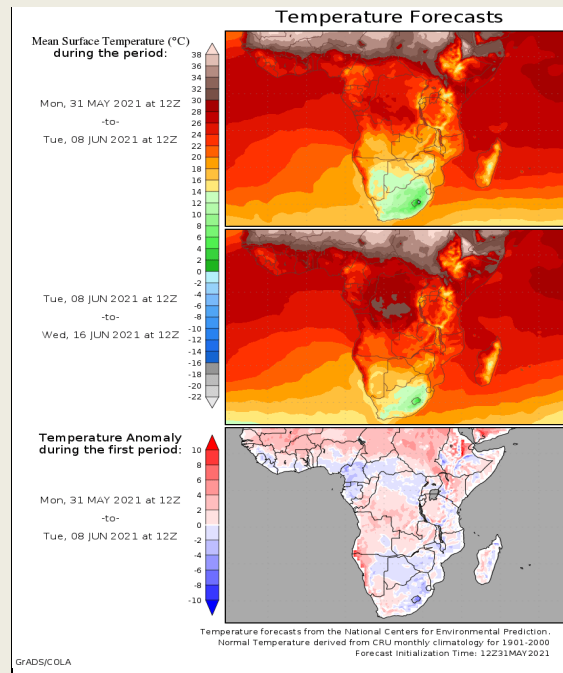 Temperature Forecasts
Mean Surface Temperature (°C)
during the period:
Mon, 31 MAY 2021 at 12Z
-to-
Tue, 08 JUN 2021 at 12Z
38
36
34
32
30
28
26
24
22
20
18
16
14
12
10
8
6
4
2
0
-2
-4
-6
-8
-10
-12
-14
-16
-18
-20
-22
Tue, 08 JUN 2021 at 12Z
-to-
Wed, 16 JUN 2021 at 12Z
Temperature Anomaly
during the first period:
Mon, 31 MAY 2021 at 12Z
-to-
Tue, 08 JUN 2021 at 12Z
10
8
6
4
2
0
-2
-4
-6
-8
-10
Temperature forecasts from the National Centers for Environmental Prediction.
Normal Temperature derived from CRU monthly climatology for 1901-2000
Forecast Initialization Time: 12Z31MAY2021
GrADS/COLA